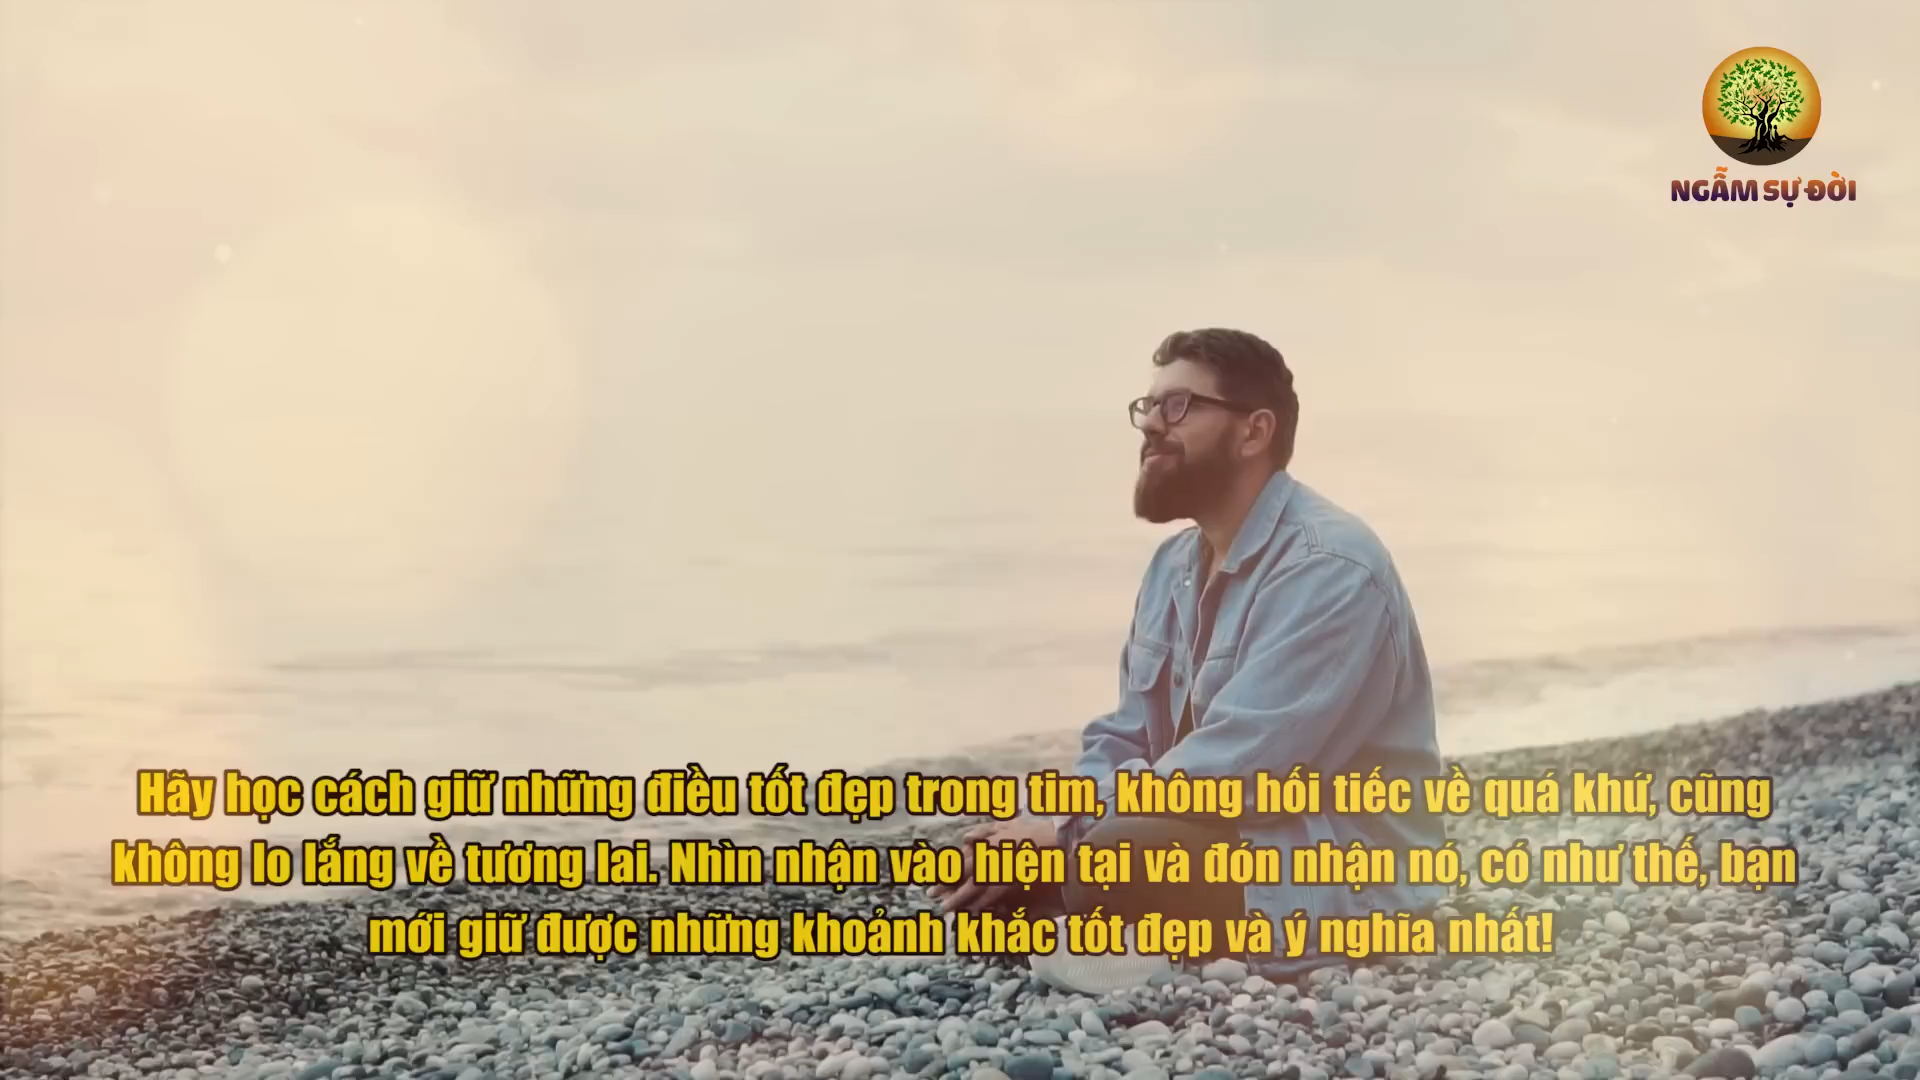 NGẪM SỰ ĐỜI
Hãy học cách giữ những điều tốt đẹp trong tim, không hối tiếc về quá khứ, cũng
không lo lắng về tương lai. Nhìn nhận vào hiện tại và đón nhận nó, có như thế, bạn
mới giữ được những khoảnh khắc tốt đẹp và ý nghĩa nhất!